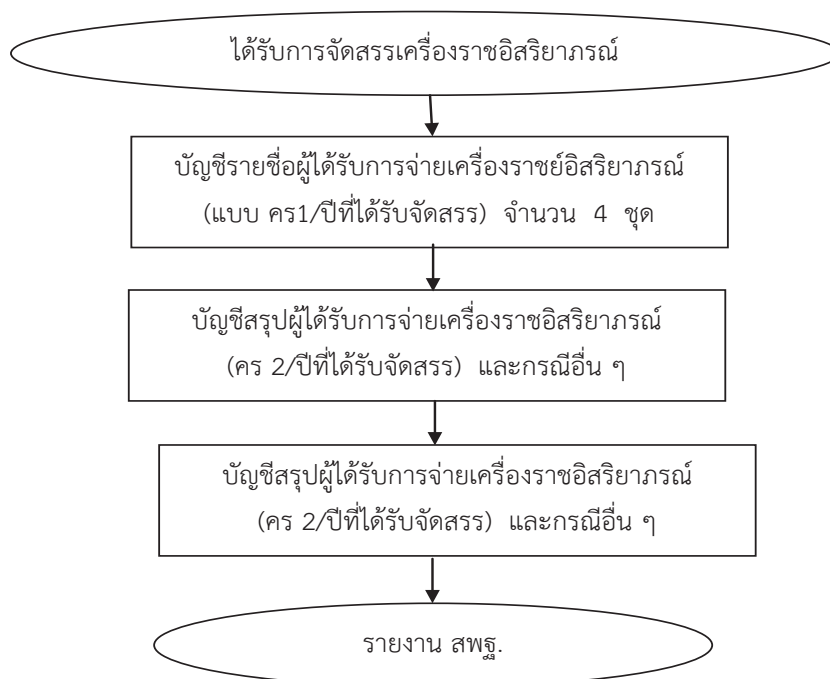 ได้รับการจัดสรรเครื่องราชอิสริยาภรณ์
บัญชีรายชื่อผู้ได้รับการจ่ายเครื่องราชย์อิสริยาภรณ์
(แบบ คร1/ปีที่ได้รับจัดสรร) จำนวน 4 ชุด
บัญชีสรุปผู้ได้รับการจ่ายเครื่องราชอิสริยาภรณ์
(คร 2/ปีที่ได้รับจัดสรร) และกรณีอื่น ๆ
บัญชีสรุปผู้ได้รับการจ่ายเครื่องราชอิสริยาภรณ์
(คร 2/ปีที่ได้รับจัดสรร) และกรณีอื่น ๆ
รายงาน สพฐ.